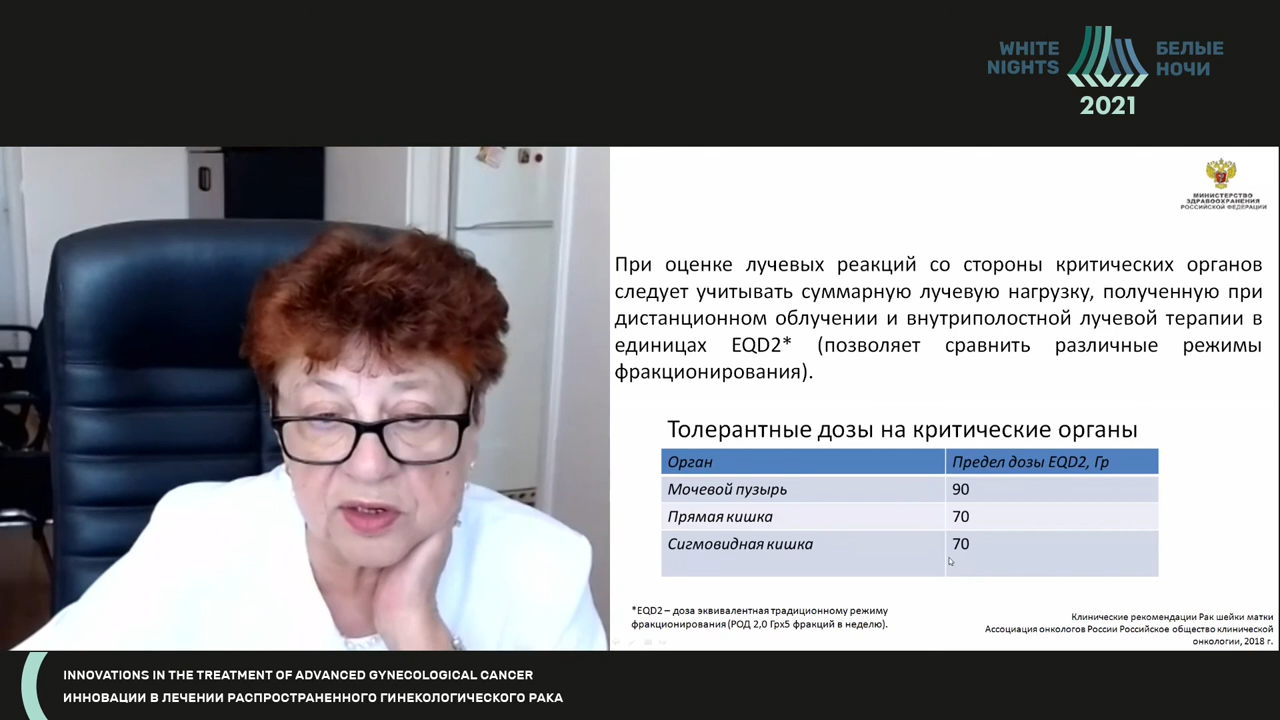 WHITE NIGHTS
БЕЛЫЕ НОЧИ
2021
МИНИСТЕРСТВО
ЗДРАВООХРАНЕНИЯ
РОССИЙСКОЙ ФЕДЕРАЦИИ
При оценке лучевых реакций со стороны критических органов
следует учитывать суммарную лучевую нагрузку, полученную при
дистанционном облучении и внутриполостной лучевой терапии в
единицах EQD2* (позволяет сравнить различные режимы
фракционирования).
Толерантные дозы на критические органы
Орган Предел дозы EQD2, Гр
Мочевой пузырь 90
Прямая кишка 70
Сигмовидная кишка 70
*EQD2 – доза эквивалентная традиционному режиму
фракционирования (РОД 2,0 Грх5 фракций в неделю).
Клинические рекомендации Рак шейки матки
Ассоциация онкологов России Российское общество клинической
онкологии, 2018 г.
INNOVATIONS IN THE TREATMENT OF ADVANCED GYNECOLOGICAL CANCER
ИННОВАЦИИ В ЛЕЧЕНИИ РАСПРОСТРАНЕННОГО ГИНЕКОЛОГИЧЕСКОГО РАКА